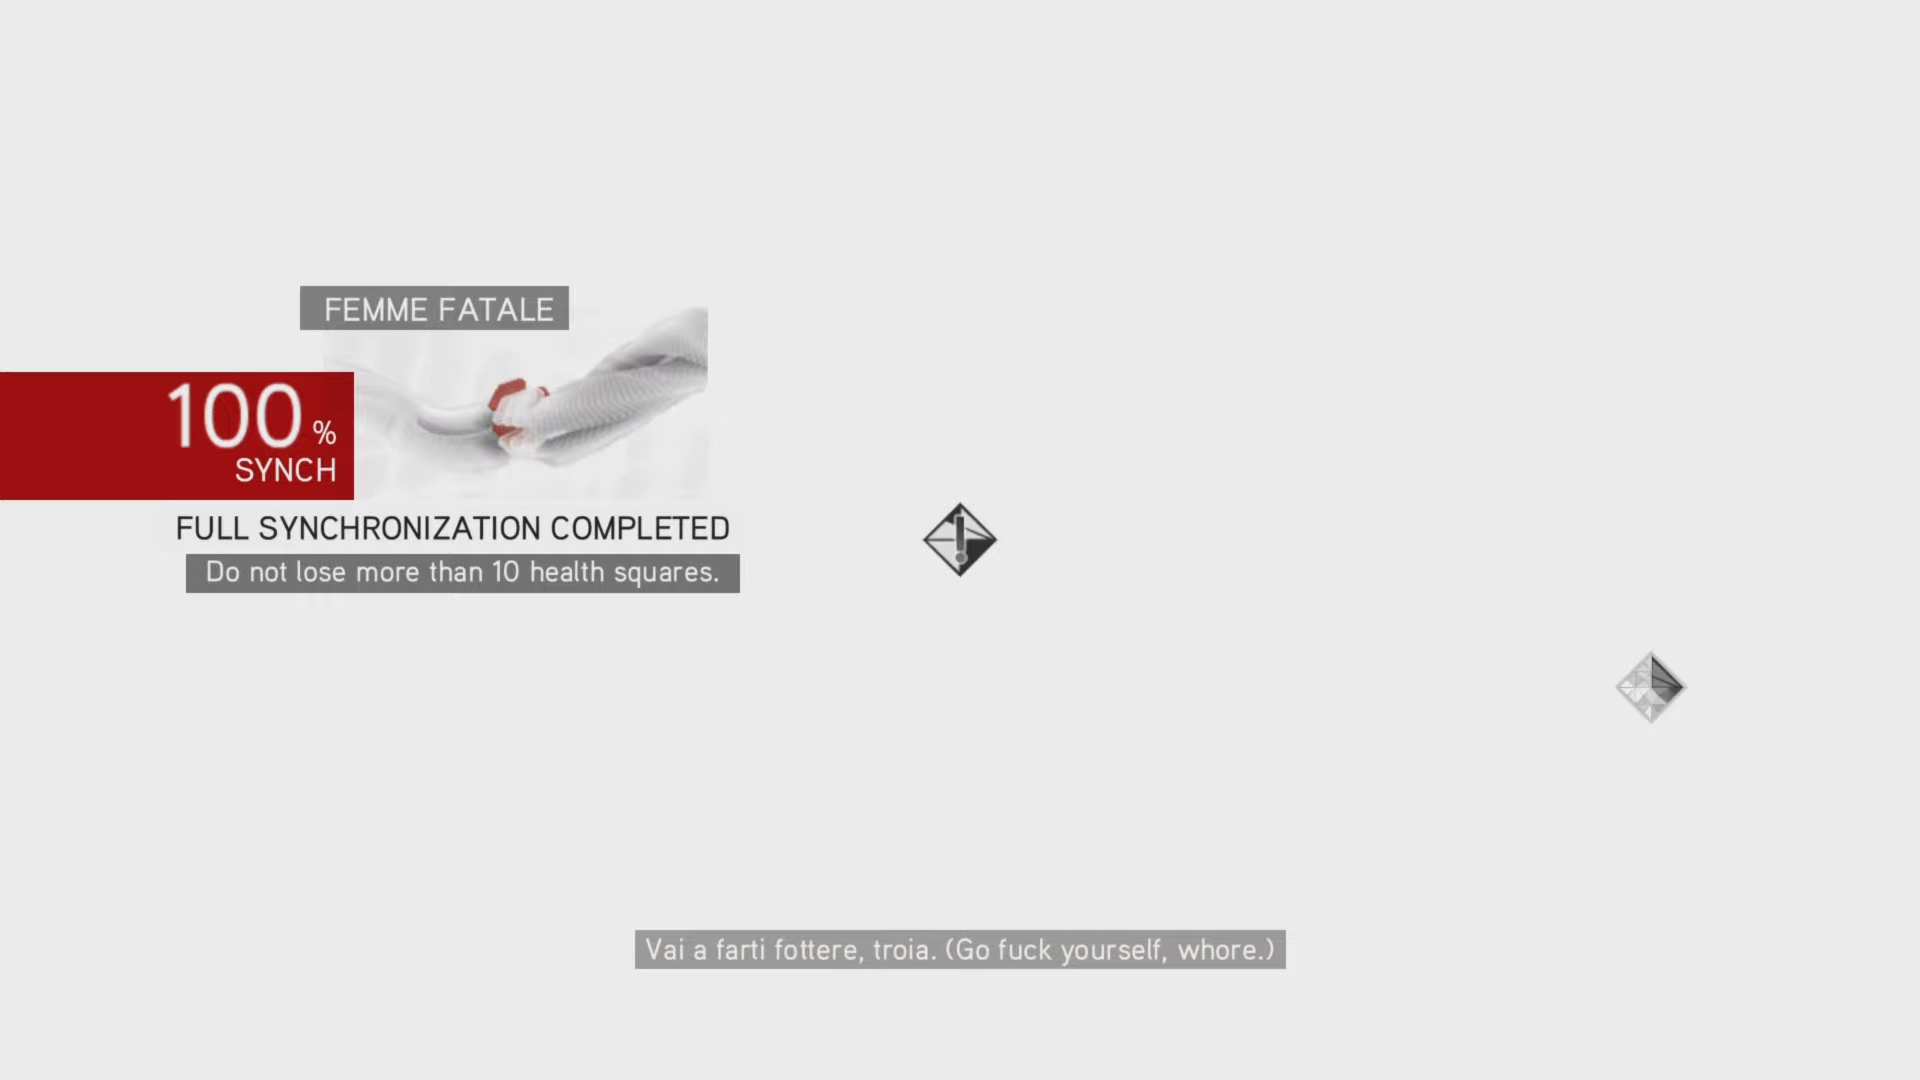 FEMME FATALE
100 %
SYNCH
FULL SYNCHRONIZATION COMPLETED
Do not lose more than 10 health squares.
Vai a farti fottere, troia. (Go fuck yourself, whore.)